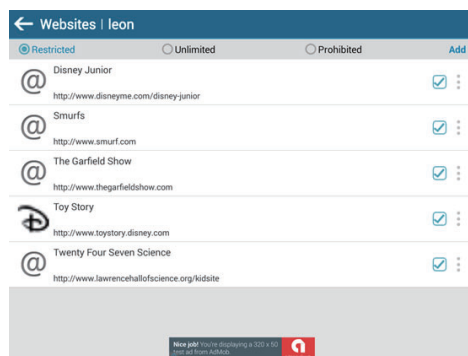 Websites | leon
Restricted Unlimited Prohibited Add
Disney Junior
http://www.disneyme.com/disney-junior
Smurfs
http://www.smurf.com
The Garfield Show
http://www.thegarfieldshow.com
Toy Story
http://www.toystory.disney.com
Twenty Four Seven Science
http://www.lawrencehallofscience.org/kidsite
Nice job! You're displaying a 320 x 50
test ad from AdMob.